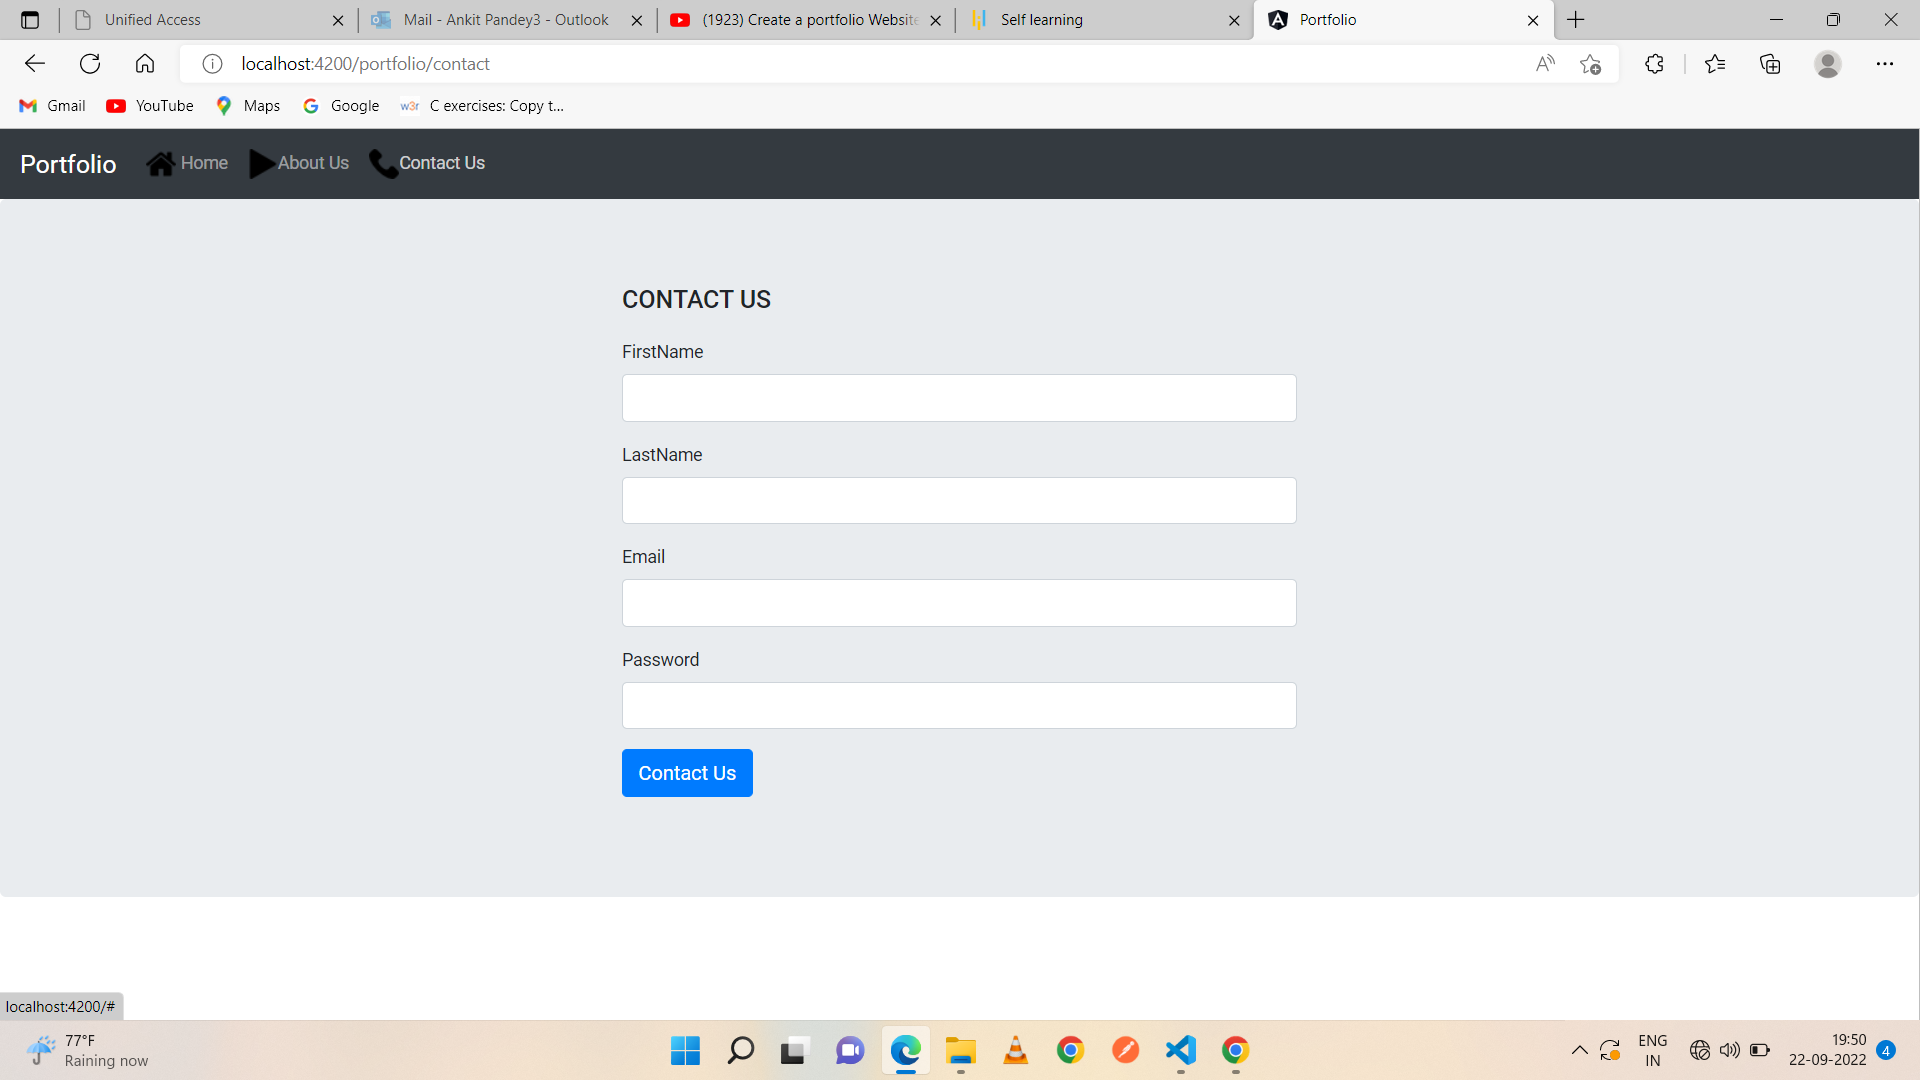 Unified Access
Mail - Ankit Pandey3 - Outlook
(1923) Create a portfolio Website
Self learning
Portfolio
localhost:4200/portfolio/contact
Gmail
YouTube
Maps
Google
w3r
C exercises: Copy t...
Portfolio
Home
About Us
Contact Us
CONTACT US
FirstName
LastName
Email
Password
Contact Us
localhost:4200/#
77°F
Raining now
ENG
IN
19:50
22-09-2022
4